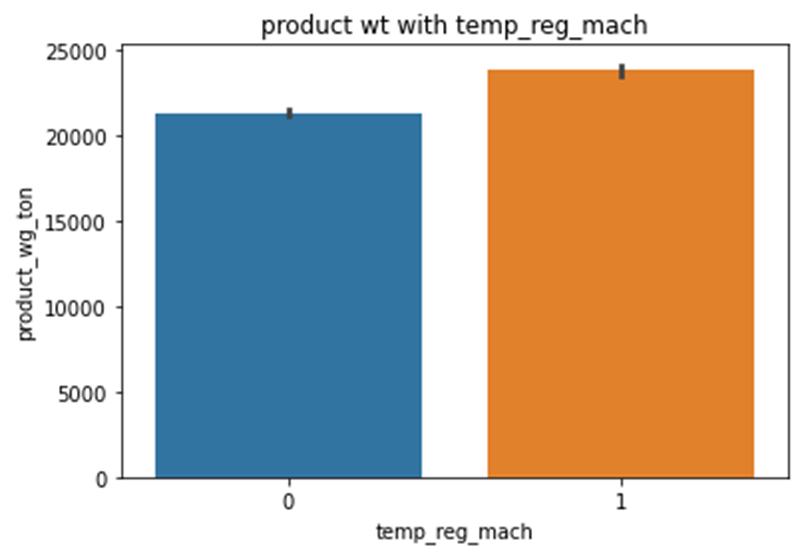 product wt with temp_reg_mach
25000
20000
15000
10000
5000
0
product_wg_ton
0
1
temp_reg_mach